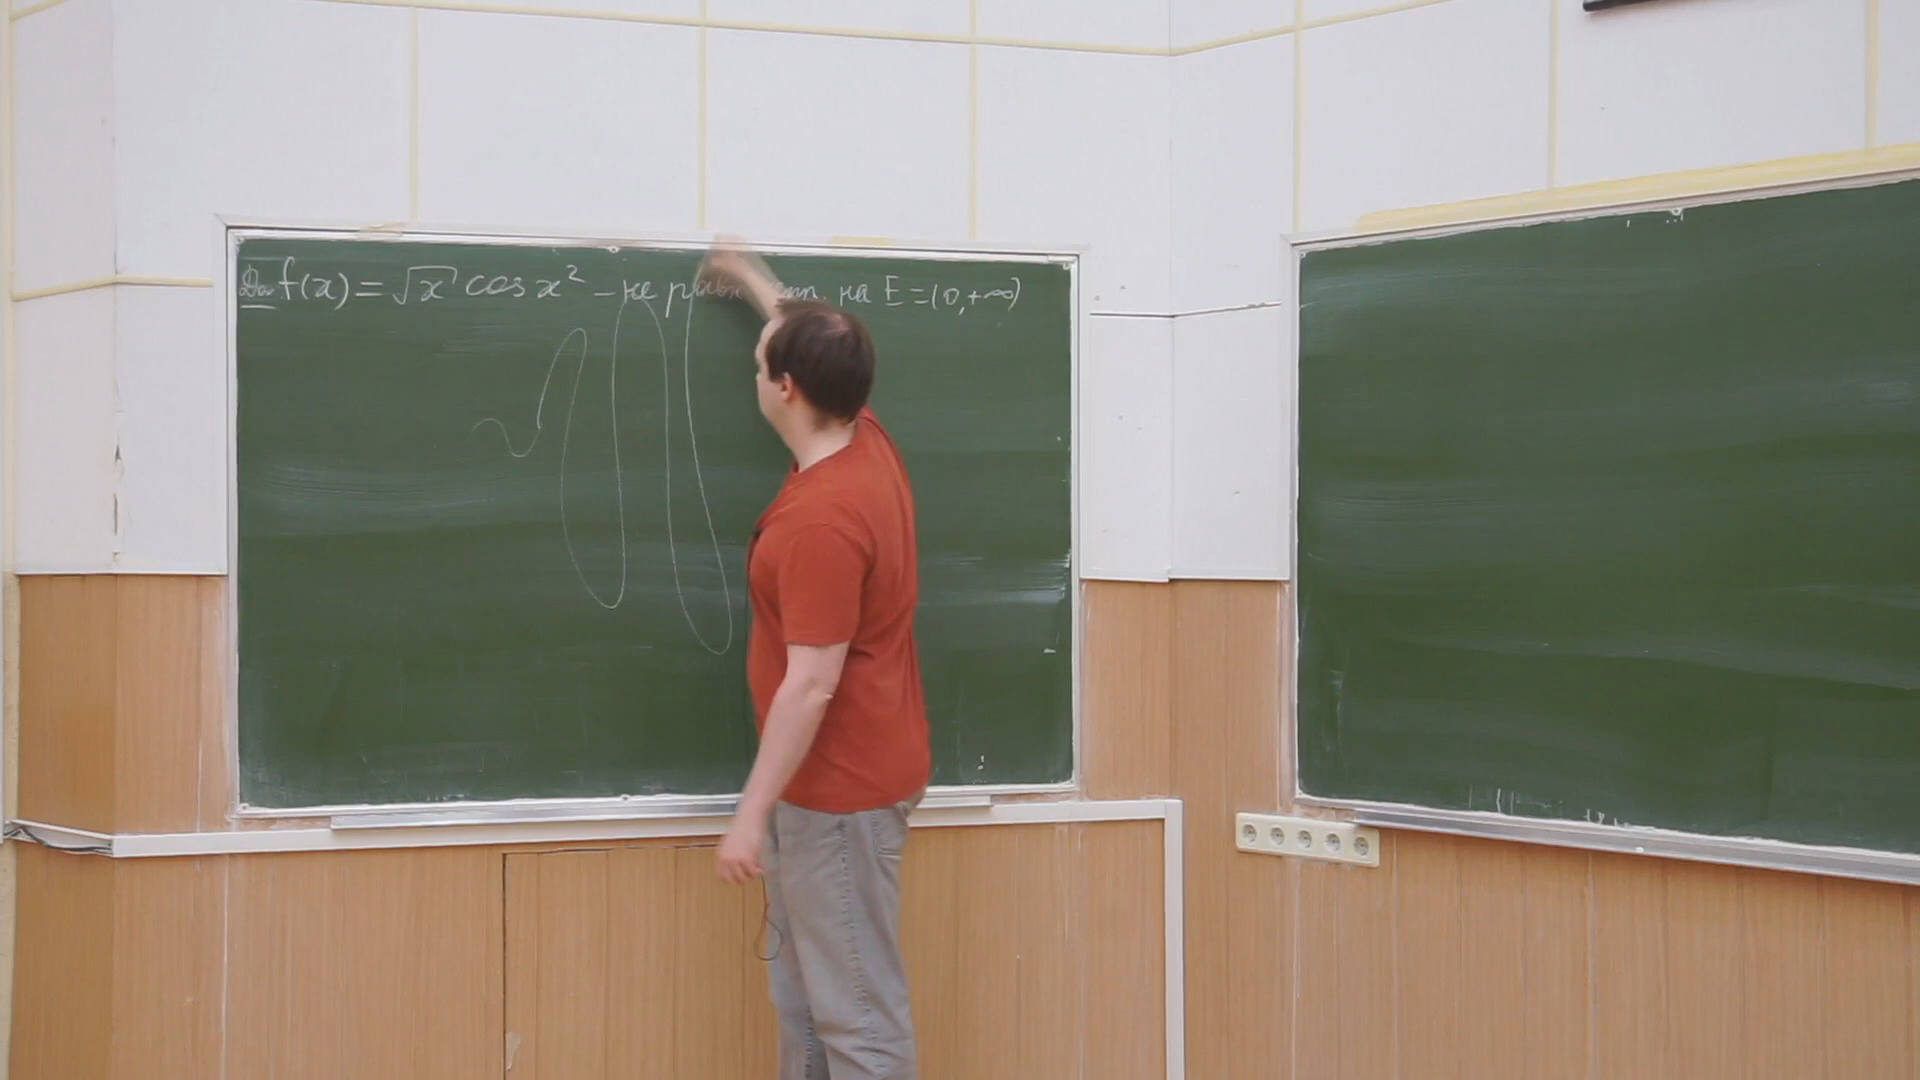 Док f(x) = √x cos x² – не равн непр. на E = (0, +∞)